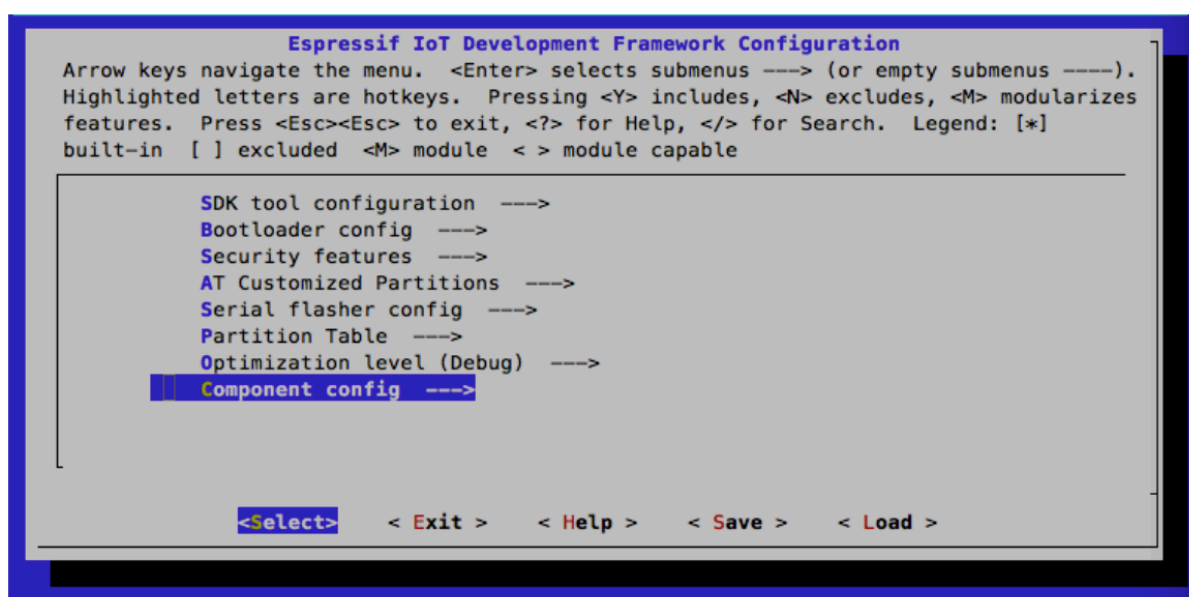 Espressif IoT Development Framework Configuration
Arrow keys navigate the menu.  <Enter> selects submenus ---> (or empty submenus ----).
Highlighted letters are hotkeys.  Pressing <Y> includes, <N> excludes, <M> modularizes
features.  Press <Esc><Esc> to exit, <?> for Help, </> for Search.  Legend: [*]
built-in  [ ] excluded  <M> module  < > module capable
SDK tool configuration  --->
Bootloader config  --->
Security features  --->
AT Customized Partitions  --->
Serial flasher config  --->
Partition Table  --->
Optimization level (Debug)  --->
Component config  --->
<Select>    < Exit >    < Help >    < Save >    < Load >